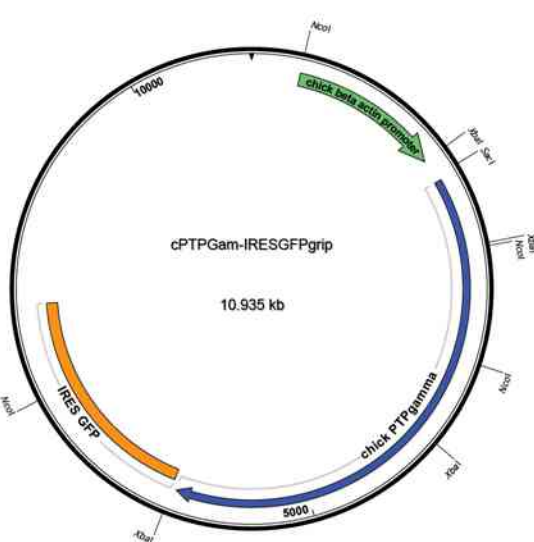 NcoI
10000
chick beta actin promoter
XbaI
SacI
XbaI
NcoI
cPTPGam-IRESGFPgrip
10.935 kb
NcoI
chick PTPgamma
IRES GFP
NcoI
XbaI
5000
XbaI